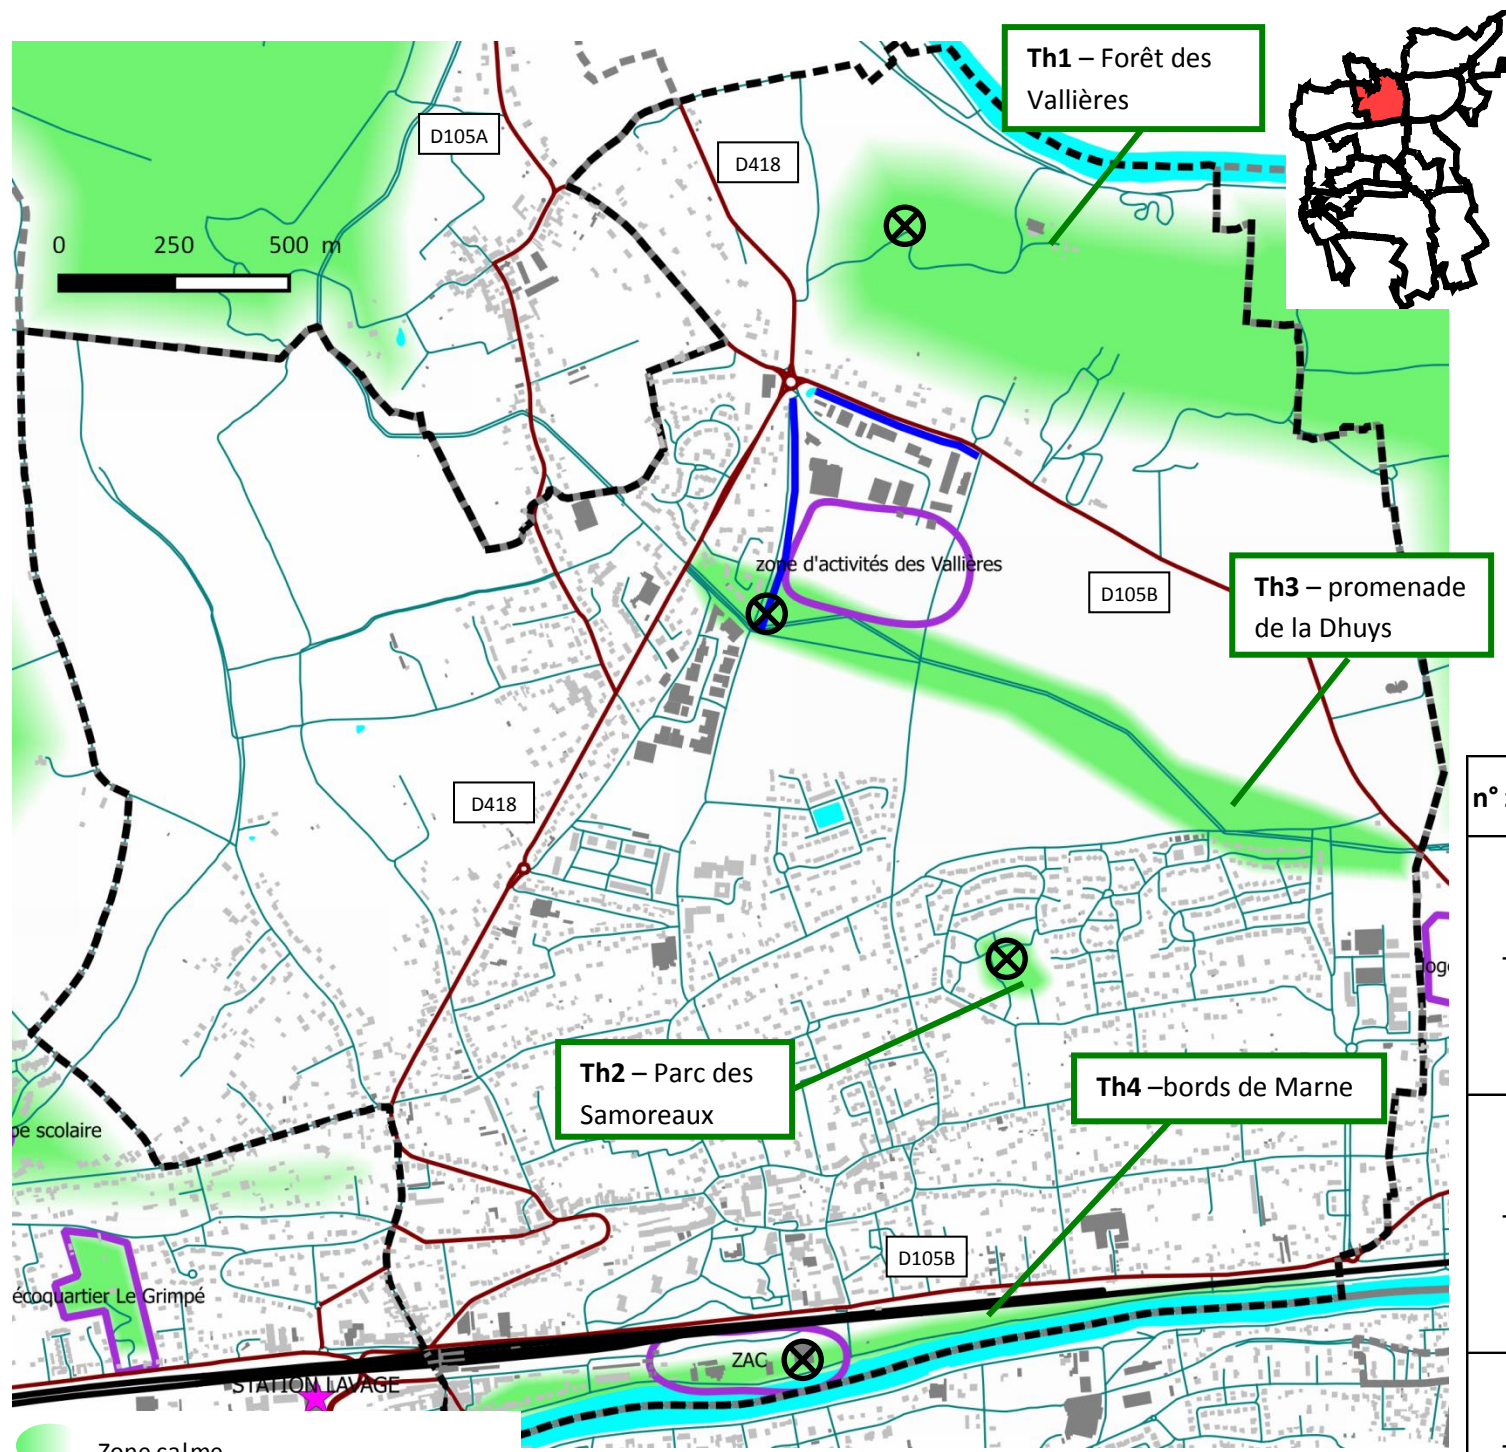 Th1 – Forêt des
Vallières
D105A
D418
0 250 500 m
zone d'activités des Vallières
D105B
Th3 – promenade
de la Dhuys
D418
n°
Th2 – Parc des
Samoreaux
Th4 –bords de Marne
pe scolaire
D105B
écoquartier Le Grimpé
ZAC
STATION LAVAGE
Zone calme